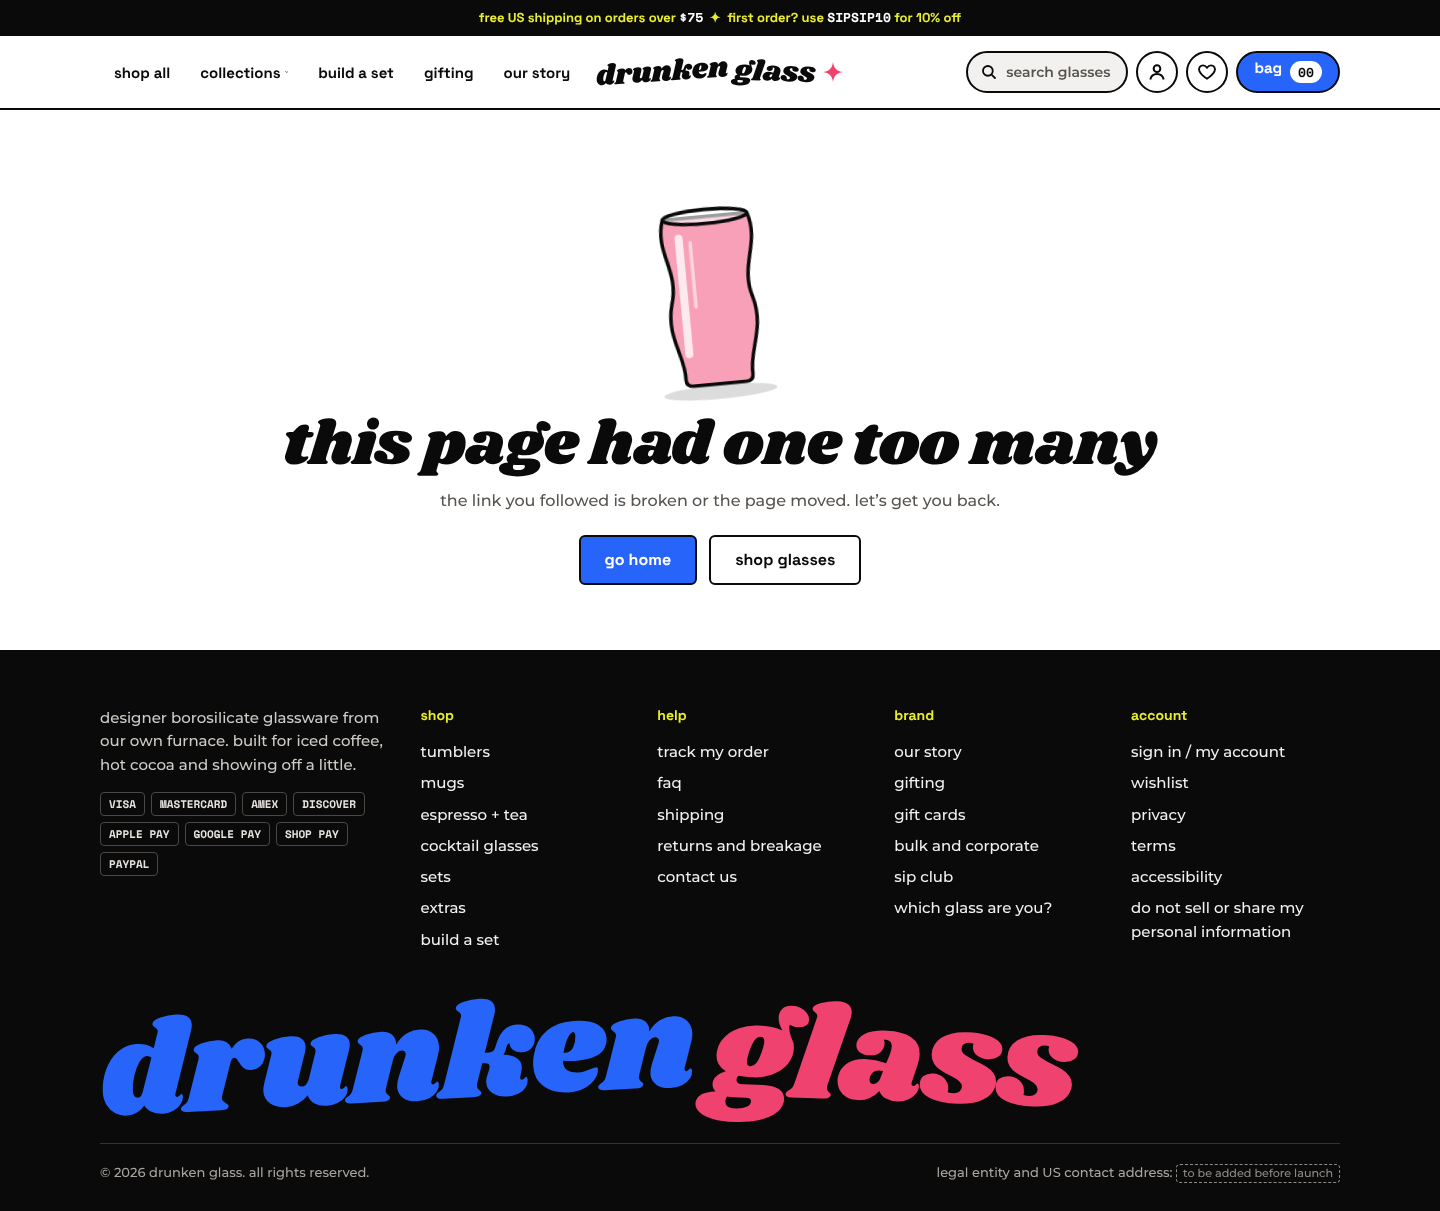 free US shipping on orders over $75 ✦ first order? use SIPSIP10 for 10% off
shop all
collections
build a set
gifting
our story
drunken glass ✦
search glasses
bag 00
this page had one too many
the link you followed is broken or the page moved. let’s get you back.
go home
shop glasses
designer borosilicate glassware from
our own furnace. built for iced coffee,
hot cocoa and showing off a little.
VISA
MASTERCARD
AMEX
DISCOVER
APPLE PAY
GOOGLE PAY
SHOP PAY
PAYPAL
shop
tumblers
mugs
espresso + tea
cocktail glasses
sets
extras
build a set
help
track my order
faq
shipping
returns and breakage
contact us
brand
our story
gifting
gift cards
bulk and corporate
sip club
which glass are you?
account
sign in / my account
wishlist
privacy
terms
accessibility
do not sell or share my
personal information
drunken glass
© 2026 drunken glass. all rights reserved.
legal entity and US contact address: to be added before launch